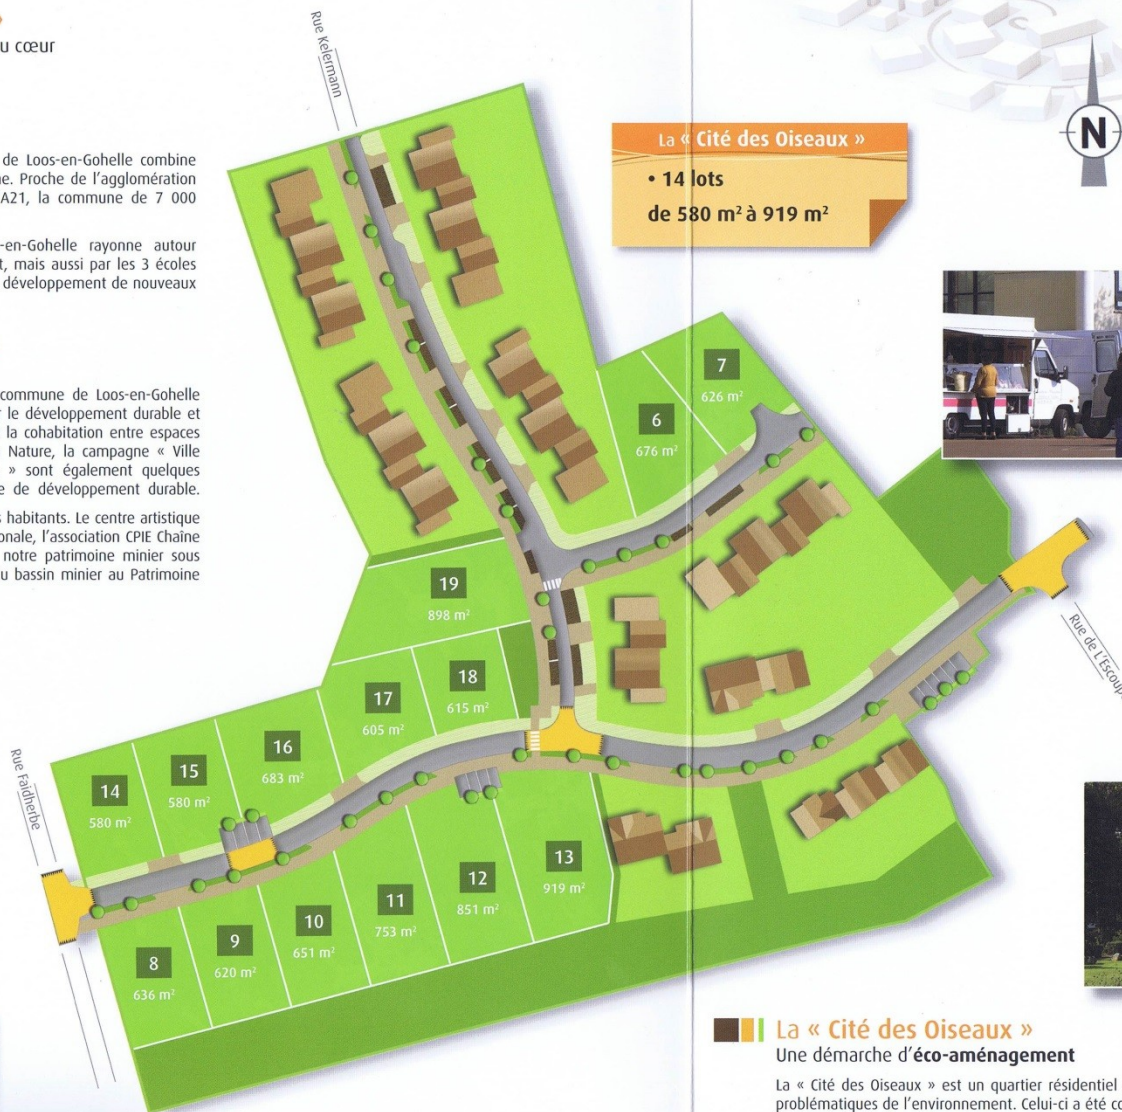 u cœur
de Loos-en-Gohelle combine
ne. Proche de l'agglomération
A21, la commune de 7 000
-en-Gohelle rayonne autour
t, mais aussi par les 3 écoles
développement de nouveaux
commune de Loos-en-Gohelle
r le développement durable et
la cohabitation entre espaces
Nature, la campagne « Ville
» sont également quelques
e de développement durable.
s habitants. Le centre artistique
onale, l'association CPIE Chaîne
notre patrimoine minier sous
u bassin minier au Patrimoine
Rue Kelermann
La « Cité des Oiseaux »
• 14 lots
de 580 m² à 919 m²
N
7
626 m²
6
676 m²
19
898 m²
18
615 m²
17
605 m²
16
683 m²
15
580 m²
14
580 m²
Rue de L'Escoup
Rue Faidherbe
13
919 m²
12
851 m²
11
753 m²
10
651 m²
9
620 m²
8
636 m²
La « Cité des Oiseaux »
Une démarche d'éco-aménagement
La « Cité des Oiseaux » est un quartier résidentiel
problématiques de l'environnement. Celui-ci a été co